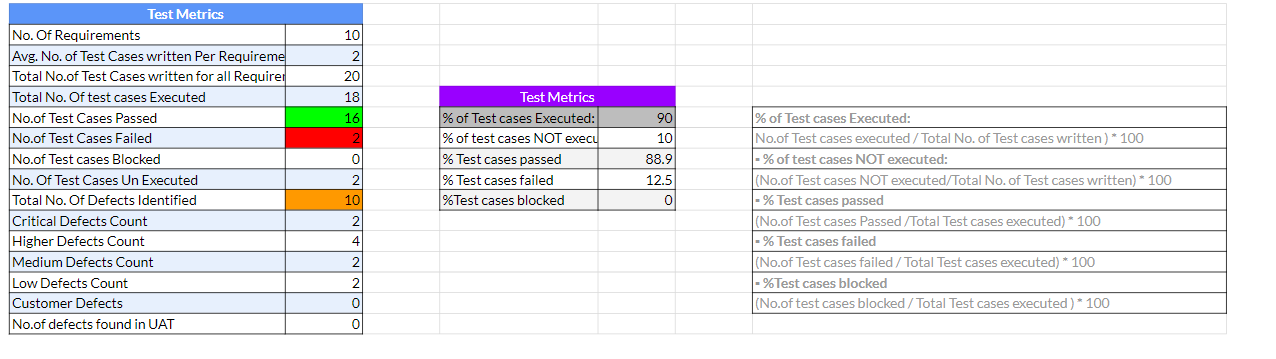 Test Metrics
No. Of Requirements 10
Avg. No. of Test Cases written Per Requireme 2
Total No.of Test Cases written for all Requirer 20
Total No. Of test cases Executed 18
No.of Test Cases Passed 16
No.of Test Cases Failed 2
No.of Test cases Blocked 0
No. Of Test Cases Un Executed 2
Total No. Of Defects Identified 10
Critical Defects Count 2
Higher Defects Count 4
Medium Defects Count 2
Low Defects Count 2
Customer Defects 0
No.of defects found in UAT 0
Test Metrics
% of Test cases Executed: 90
% of test cases NOT execu 10
% Test cases passed 88.9
% Test cases failed 12.5
%Test cases blocked 0
% of Test cases Executed:
No.of Test cases executed / Total No. of Test cases written ) * 100
▪ % of test cases NOT executed:
(No.of Test cases NOT executed/Total No. of Test cases written) * 100
▪ % Test cases passed
(No.of Test cases Passed /Total Test cases executed) * 100
▪ % Test cases failed
(No.of Test cases failed / Total Test cases executed) * 100
▪ %Test cases blocked
(No.of test cases blocked / Total Test cases executed ) * 100